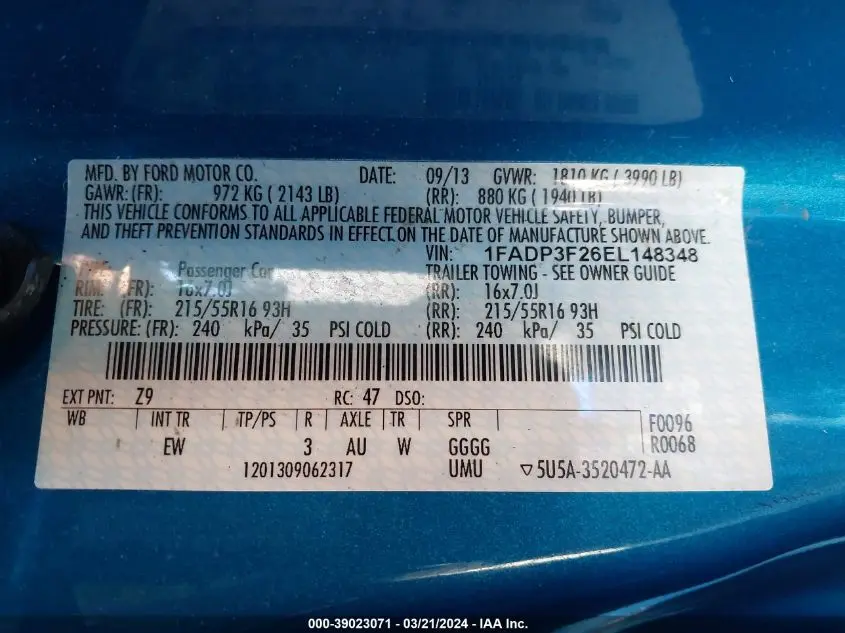 MFD. BY FORD MOTOR CO. DATE: 09/13 GVWR: 1810 KG ( 3990 LB)
GAWR: (FR): 972 KG ( 2143 LB) (RR): 880 KG ( 1940 LB)
THIS VEHICLE CONFORMS TO ALL APPLICABLE FEDERAL MOTOR VEHICLE SAFETY, BUMPER,
AND THEFT PREVENTION STANDARDS IN EFFECT ON THE DATE OF MANUFACTURE SHOWN ABOVE.
VIN: 1FADP3F26EL148348
TYPE: Passenger Car TRAILER TOWING - SEE OWNER GUIDE
RIM: (FR): 16x7.0J (RR): 16x7.0J
TIRE: (FR): 215/55R16 93H (RR): 215/55R16 93H
PRESSURE: (FR): 240 kPa/ 35 PSI COLD (RR): 240 kPa/ 35 PSI COLD
EXT PNT: Z9 RC: 47 DSO:
WB INT TR TP/PS R AXLE TR SPR F0096
EW 3 AU W GGGG R0068
1201309062317 UMU ▽5U5A-3520472-AA
000-39023071 - 03/21/2024 - IAA Inc.